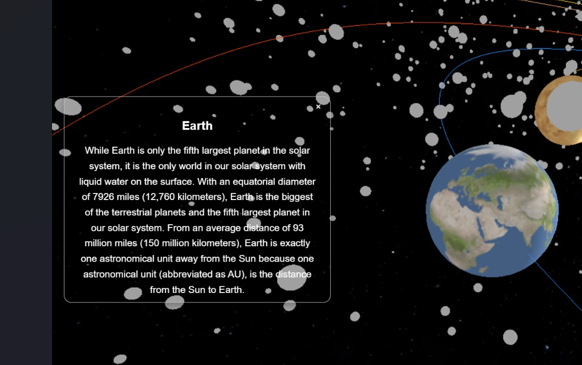 ×
Earth
While Earth is only the fifth largest planet in the solar
system, it is the only world in our solar system with
liquid water on the surface. With an equatorial diameter
of 7926 miles (12,760 kilometers), Earth is the biggest
of the terrestrial planets and the fifth largest planet in
our solar system. From an average distance of 93
million miles (150 million kilometers), Earth is exactly
one astronomical unit away from the Sun because one
astronomical unit (abbreviated as AU), is the distance
from the Sun to Earth.